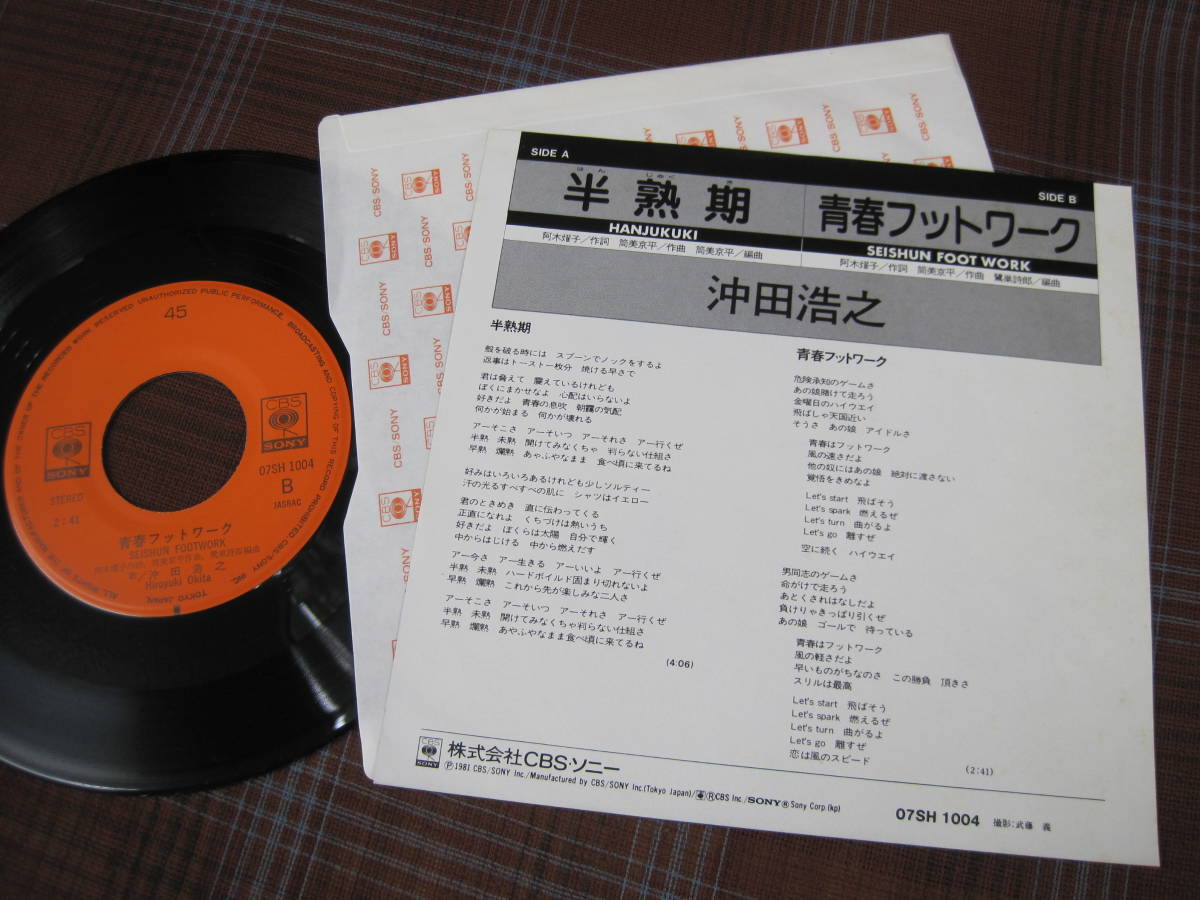 45
CBS
SONY
CBS
SONY
07SH 1004
B
JASRAC
STEREO
2:41
青春フットワーク
SEISHUN FOOTWORK
歌/沖田浩之
Hiroyuki Okita
CBS/SONY
SIDE A
はん じゅく き
半熟期
HANJUKUKI
阿木燿子/作詞 筒美京平/作曲 筒美京平/編曲
SIDE B
青春フットワーク
SEISHUN FOOT WORK
阿木燿子/作詞 筒美京平/作曲 鷺巣詩郎/編曲
沖田浩之
半熟期
殻を破る時には スプーンでノックをするよ
返事はトースト一枚分 焼ける早さで
君は脅えて 震えているけれども
ぼくにまかせなよ 心配はいらないよ
好きだよ 青春の息吹 朝靄の気配
何かが始まる 何かが壊れる
アーそこさ アーそいつ アーそれさ アー行くぜ
半熟 未熟 開けてみなくちゃ 判らない仕組さ
早熟 爛熟 あゃふやなまま 食べ頃に来てるね
好みはいろいろあるけれども少しソルティー
汗の光るすべすべの肌に シャツはイエロー
君のときめき 直に伝わってくる
正直になれよ くちづけは熱いうち
好きだよ ぼくらは太陽 自分で輝く
中からはじける 中から燃えだす
アー今さ アー生きる アーいいよ アー行くぜ
半熟 未熟 ハードボイルド固まり切れないよ
早熟 爛熟 これから先が楽しみな二人さ
アーそこさ アーそいつ アーそれさ アー行くぜ
半熟 未熟 開けてみなくちゃ判らない仕組さ
早熟 爛熟 あやふやなまま食べ頃に来てるね
(4:06)
青春フットワーク
危険承知のゲームさ
あの娘賭けて走ろう
金曜日のハイウエイ
飛ばしゃ天国近い
そうさ あの娘 アイドルさ
青春はフットワーク
風の速さだよ
他の奴にはあの娘 絶対に渡さない
覚悟をきめなよ
Let's start 飛ばそう
Let's spark 燃えるぜ
Let's turn 曲がるよ
Let's go 離すぜ
空に続く ハイウエイ
男同志のゲームさ
命がけで走ろう
あとくされはなしだよ
負けりゃきっぱり引くぜ
あの娘 ゴールで 待っている
青春はフットワーク
風の軽さだよ
早いものがちなのさ この勝負 頂きさ
スリルは最高
Let's start 飛ばそう
Let's spark 燃えるぜ
Let's turn 曲がるよ
Let's go 離すぜ
恋は風のスピード
(2:41)
CBS
SONY
株式会社CBS・ソニー
Ⓟ1981 CBS/SONY Inc./Manufactured by CBS/SONY Inc.(Tokyo Japan)/®CBS Inc./SONY® Sony Corp (kp)
07SH 1004 撮影:武藤 義